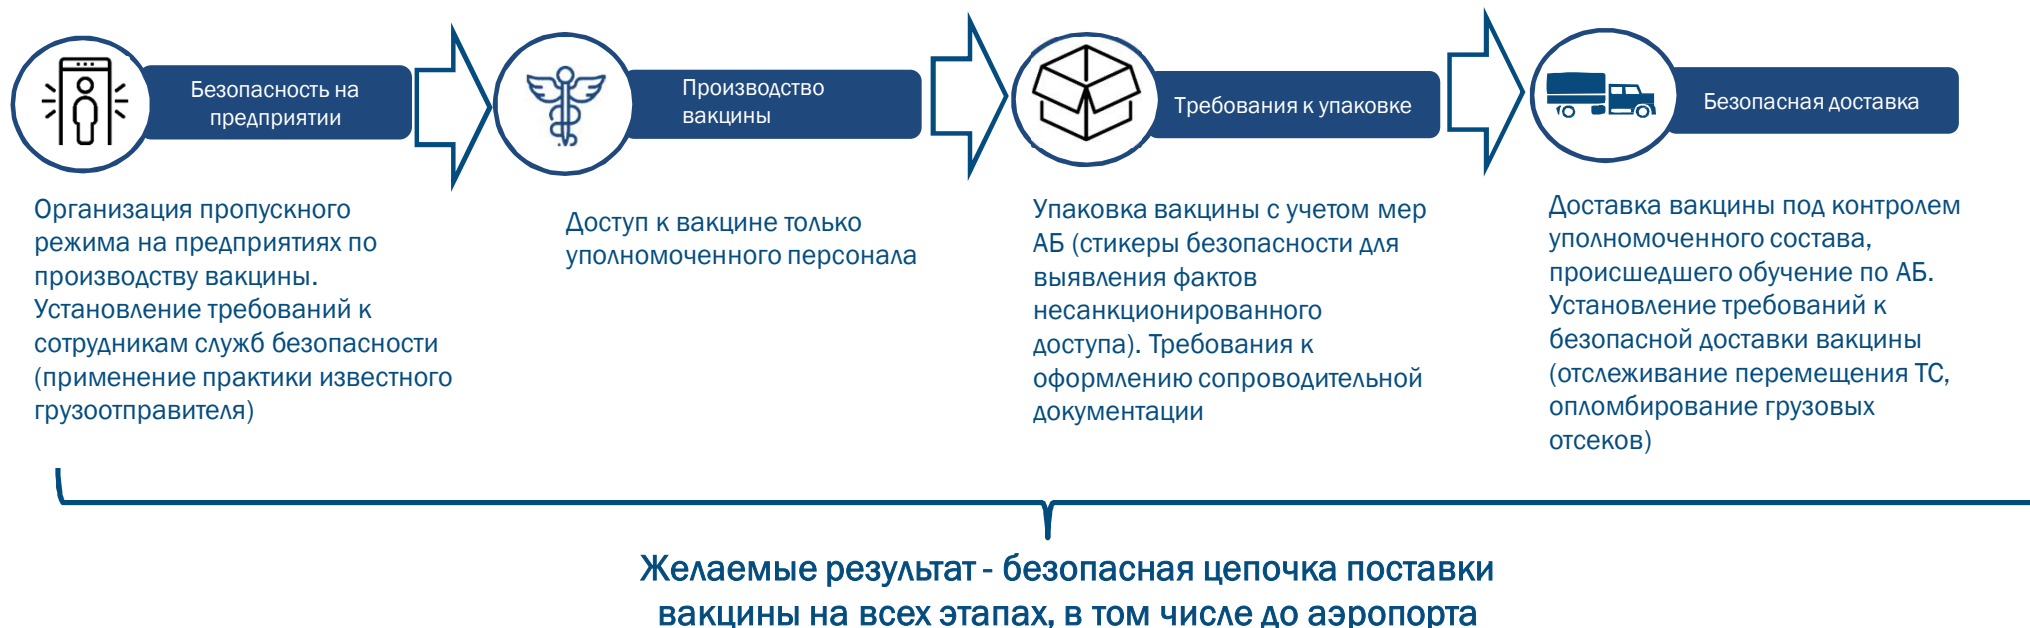 Безопасность на
предприятии
Производство
вакцины
Требования к упаковке
Безопасная доставка
Организация пропускного
режима на предприятиях по
производству вакцины.
Установление требований к
сотрудникам служб безопасности
(применение практики известного
грузоотправителя)
Доступ к вакцине только
уполномоченного персонала
Упаковка вакцины с учетом мер
АБ (стикеры безопасности для
выявления фактов
несанкционированного
доступа). Требования к
оформлению сопроводительной
документации
Доставка вакцины под контролем
уполномоченного состава,
происшедшего обучение по АБ.
Установление требований к
безопасной доставки вакцины
(отслеживание перемещения ТС,
опломбирование грузовых
отсеков)
Желаемые результат - безопасная цепочка поставки
вакцины на всех этапах, в том числе до аэропорта